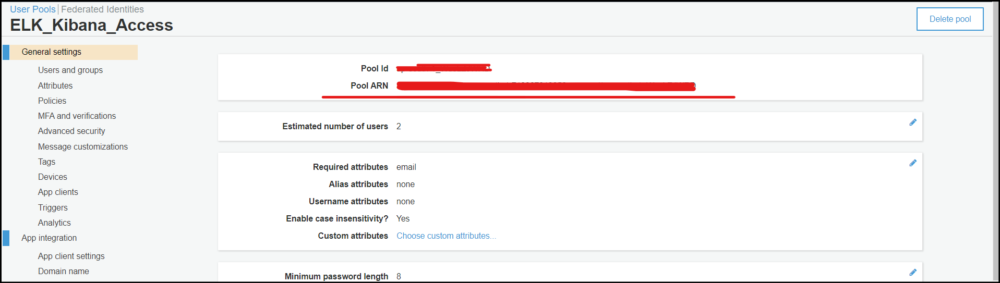 User Pools | Federated Identities
ELK_Kibana_Access
Delete pool
General settings
Users and groups
Attributes
Policies
MFA and verifications
Advanced security
Message customizations
Tags
Devices
App clients
Triggers
Analytics
App integration
App client settings
Domain name
Pool Id
Pool ARN
Estimated number of users 2
Required attributes email
Alias attributes none
Username attributes none
Enable case insensitivity? Yes
Custom attributes Choose custom attributes...
Minimum password length 8